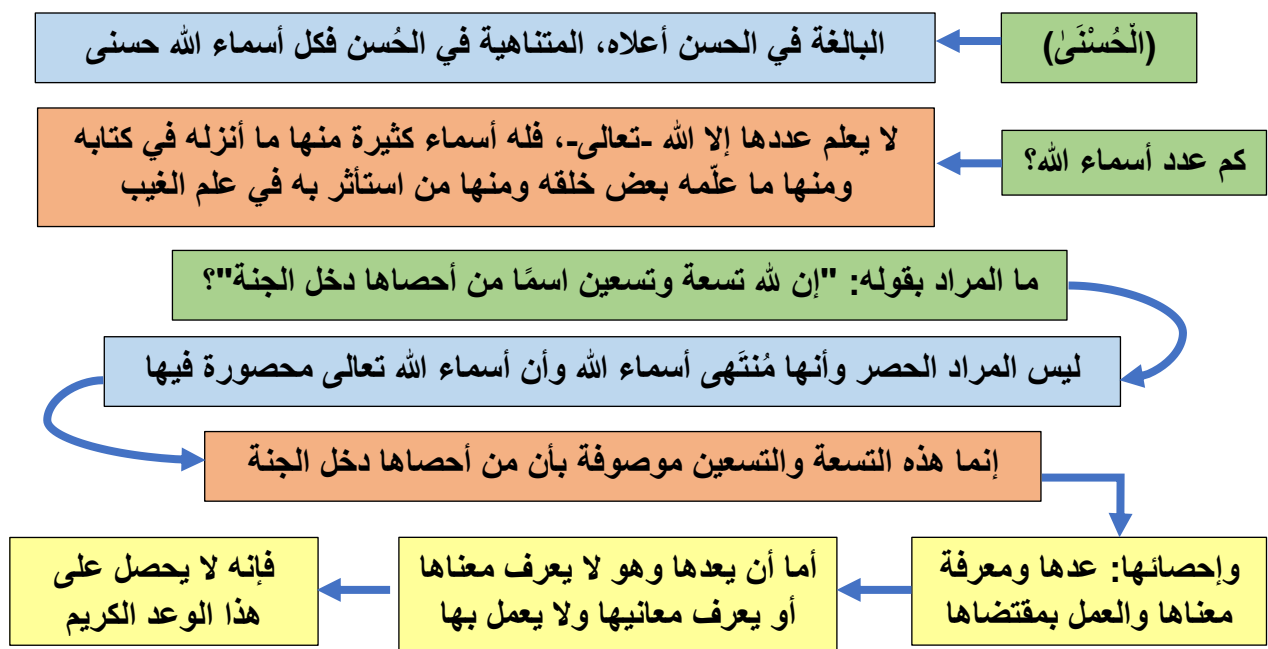 (الْحُسْنَىٰ)
البالغة في الحسن أعلاه، المتناهية في الحُسن فكل أسماء الله حسنى
كم عدد أسماء الله؟
لا يعلم عددها إلا الله -تعالى-، فله أسماء كثيرة منها ما أنزله في كتابه
ومنها ما علّمه بعض خلقه ومنها من استأثر به في علم الغيب
ما المراد بقوله: "إن لله تسعة وتسعين اسمًا من أحصاها دخل الجنة"؟
ليس المراد الحصر وأنها مُنتَهى أسماء الله وأن أسماء الله تعالى محصورة فيها
إنما هذه التسعة والتسعين موصوفة بأن من أحصاها دخل الجنة
وإحصائها: عدها ومعرفة
معناها والعمل بمقتضاها
أما أن يعدها وهو لا يعرف معناها
أو يعرف معانيها ولا يعمل بها
فإنه لا يحصل على
هذا الوعد الكريم